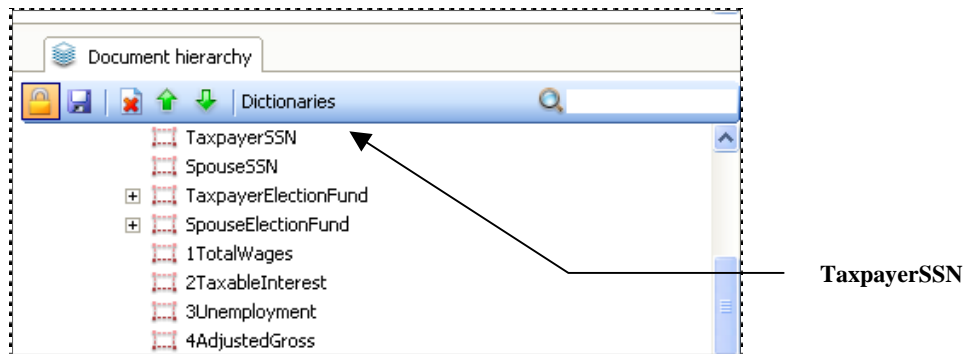 Document hierarchy
Dictionaries
TaxpayerSSN
SpouseSSN
TaxpayerElectionFund
SpouseElectionFund
1TotalWages
2TaxableInterest
TaxpayerSSN
3Unemployment
4AdjustedGross